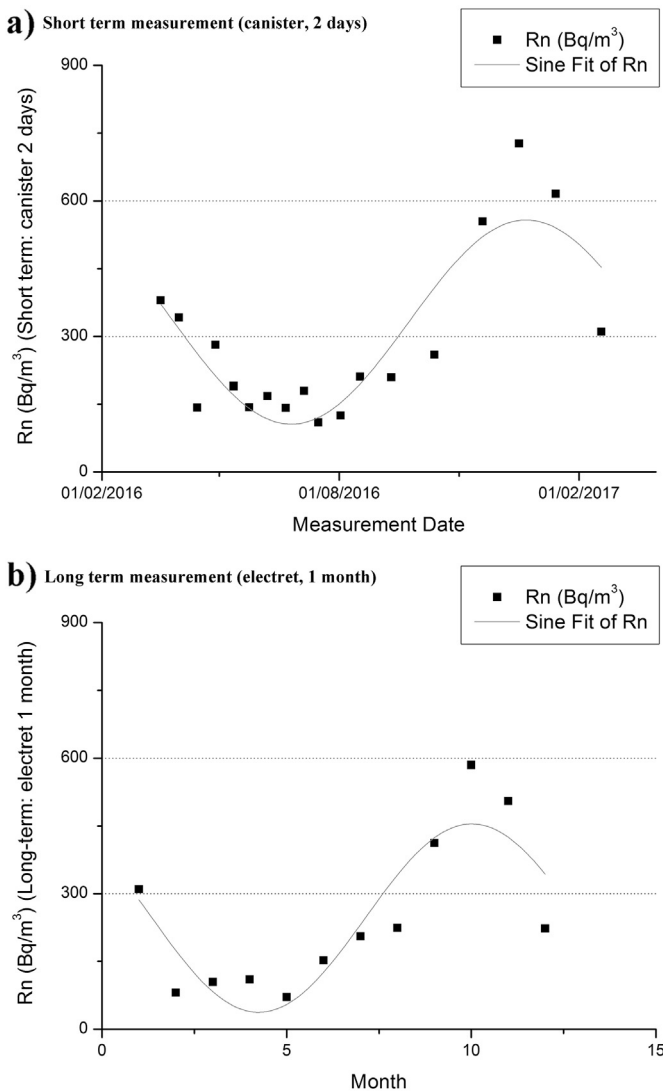 a) Short term measurement (canister, 2 days)
Rn (Bq/m³)
Sine Fit of Rn
900
600
300
0
Rn (Bq/m³) (Short term: canister 2 days)
01/02/2016
01/08/2016
01/02/2017
Measurement Date
b) Long term measurement (electret, 1 month)
Rn (Bq/m³)
Sine Fit of Rn
900
600
300
0
Rn (Bq/m³) (Long-term: electret 1 month)
0
5
10
15
Month